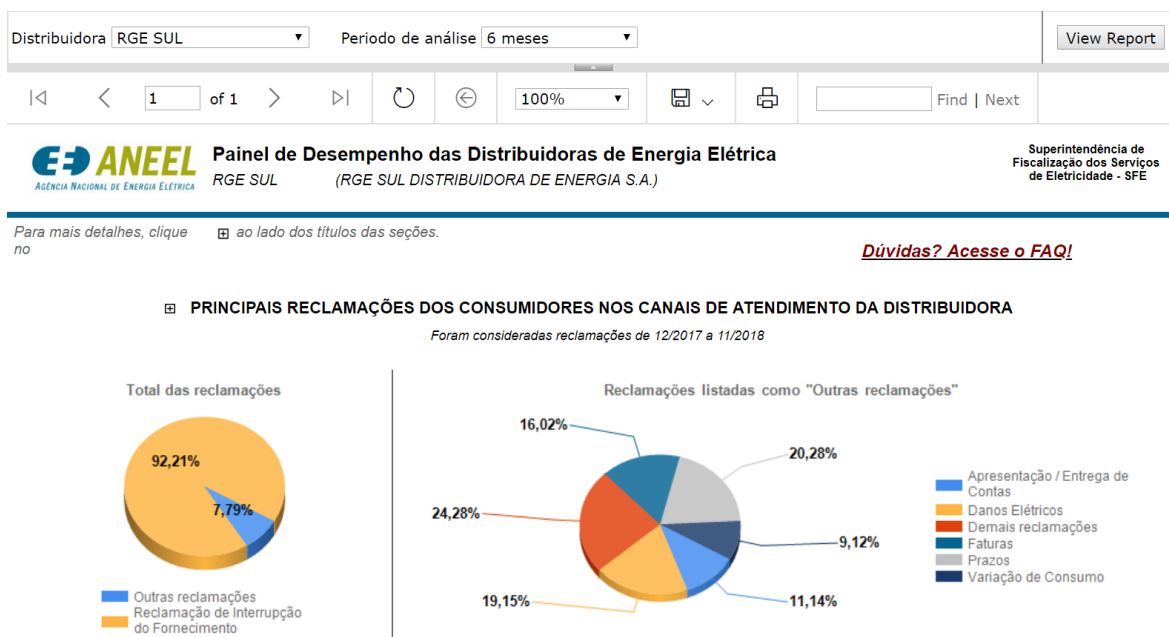 Distribuidora RGE SUL Periodo de análise 6 meses View Report
1 of 1 100% Find | Next
ANEEL
AGÊNCIA NACIONAL DE ENERGIA ELÉTRICA
Painel de Desempenho das Distribuidoras de Energia Elétrica
RGE SUL (RGE SUL DISTRIBUIDORA DE ENERGIA S.A.)
Superintendência de
Fiscalização dos Serviços
de Eletricidade - SFE
Para mais detalhes, clique
no
ao lado dos títulos das seções.
Dúvidas? Acesse o FAQ!
PRINCIPAIS RECLAMAÇÕES DOS CONSUMIDORES NOS CANAIS DE ATENDIMENTO DA DISTRIBUIDORA
Foram consideradas reclamações de 12/2017 a 11/2018
Total das reclamações
92,21%
7,79%
Outras reclamações
Reclamação de Interrupção
do Fornecimento
Reclamações listadas como "Outras reclamações"
16,02%
20,28%
24,28%
9,12%
19,15%
11,14%
Apresentação / Entrega de
Contas
Danos Elétricos
Demais reclamações
Faturas
Prazos
Variação de Consumo